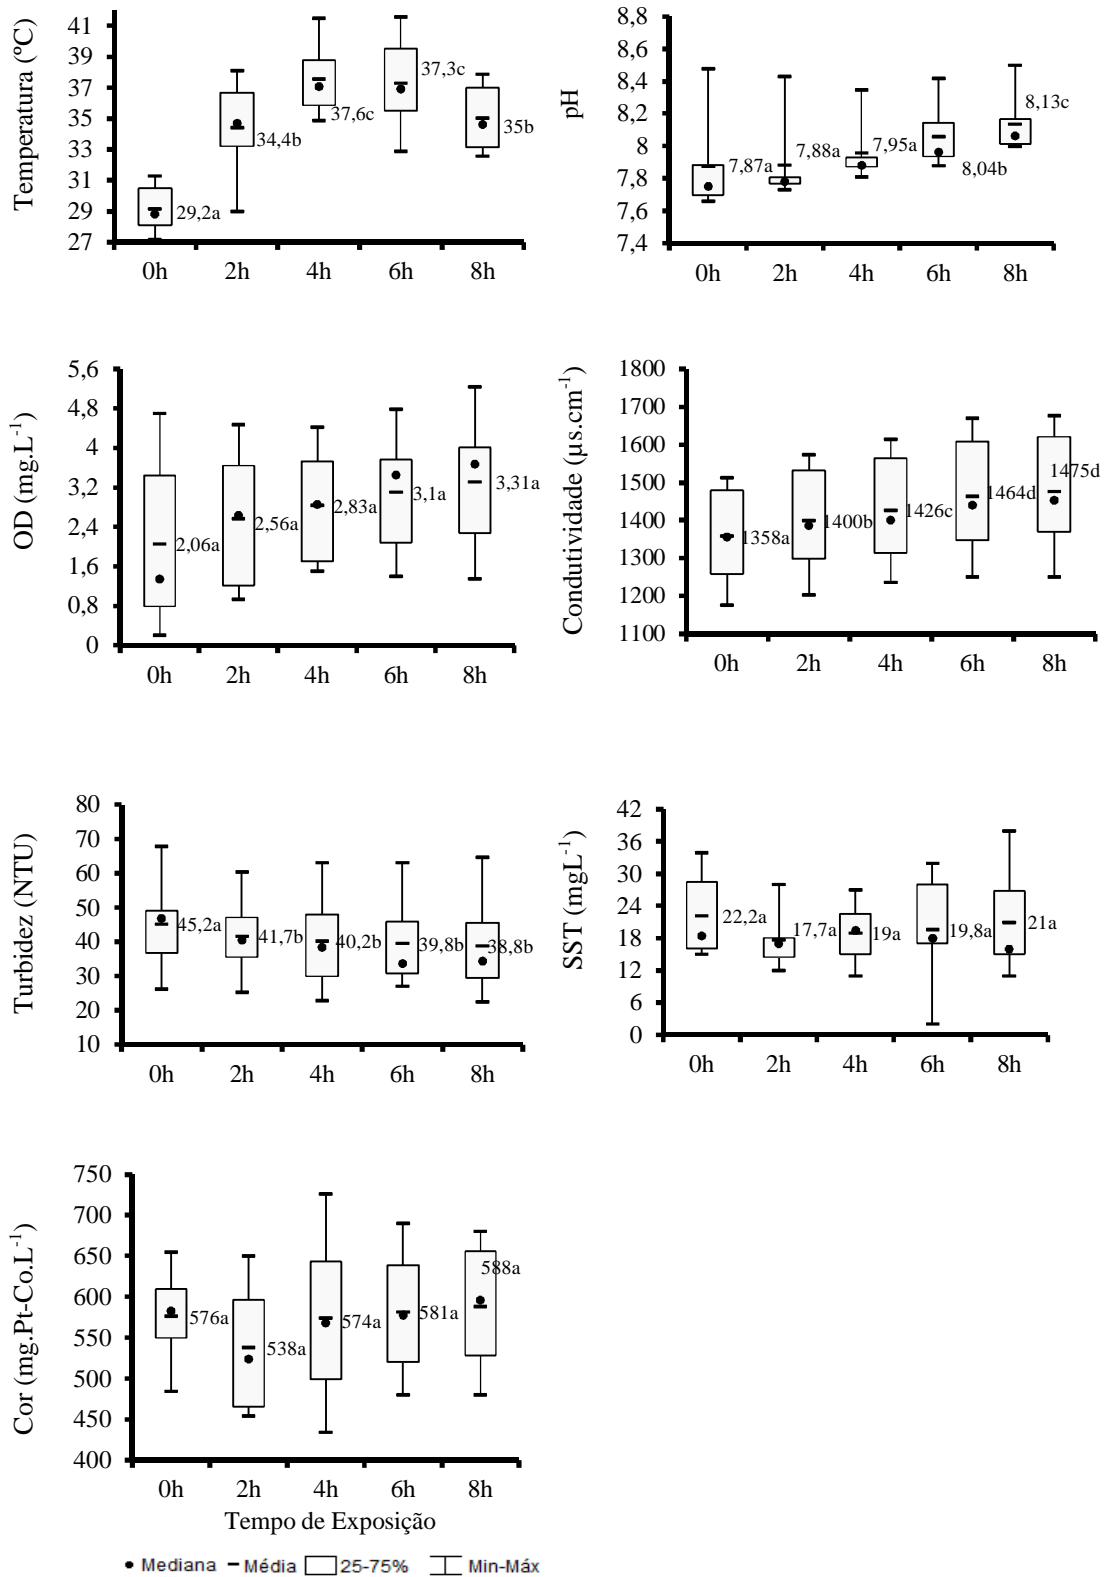 Temperatura (ºC)
41
39
37
35
33
31
29
27
29,2a
34,4b
37,6c
37,3c
35b
0h 2h 4h 6h 8h
pH
8,8
8,6
8,4
8,2
8
7,8
7,6
7,4
7,87a
7,88a
7,95a
8,04b
8,13c
0h 2h 4h 6h 8h
OD (mg.L-1)
5,6
4,8
4
3,2
2,4
1,6
0,8
0
2,06a
2,56a
2,83a
3,1a
3,31a
0h 2h 4h 6h 8h
Condutividade (µs.cm-1)
1800
1700
1600
1500
1400
1300
1200
1100
1358a
1400b
1426c
1464d
1475d
0h 2h 4h 6h 8h
Turbidez (NTU)
80
70
60
50
40
30
20
10
45,2a
41,7b
40,2b
39,8b
38,8b
0h 2h 4h 6h 8h
SST (mgL-1)
42
36
30
24
18
12
6
0
22,2a
17,7a
19a
19,8a
21a
0h 2h 4h 6h 8h
Cor (mg.Pt-Co.L-1)
750
700
650
600
550
500
450
400
576a
538a
574a
581a
588a
0h 2h 4h 6h 8h
Tempo de Exposição
Mediana Média 25-75% Min-Máx